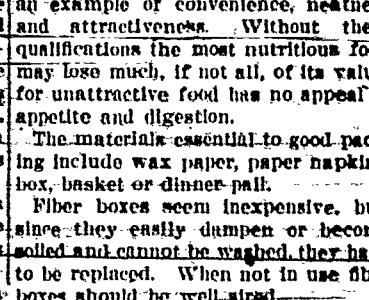 an example of convenience, neatne
and attractiveness. Without the
qualifications the most nutritious fo
may lose much, if not all, of its valu
for unattractive food has no appeal
appetite and digestion.
The materials essential to good pac
ing include wax paper, paper napkin
box, basket or dinner pail.
Fiber boxes seem inexpensive, bu
since they easily dampen or becom
soiled and cannot be washed, they ha
to be replaced. When not in use fib
boxes should be well aired